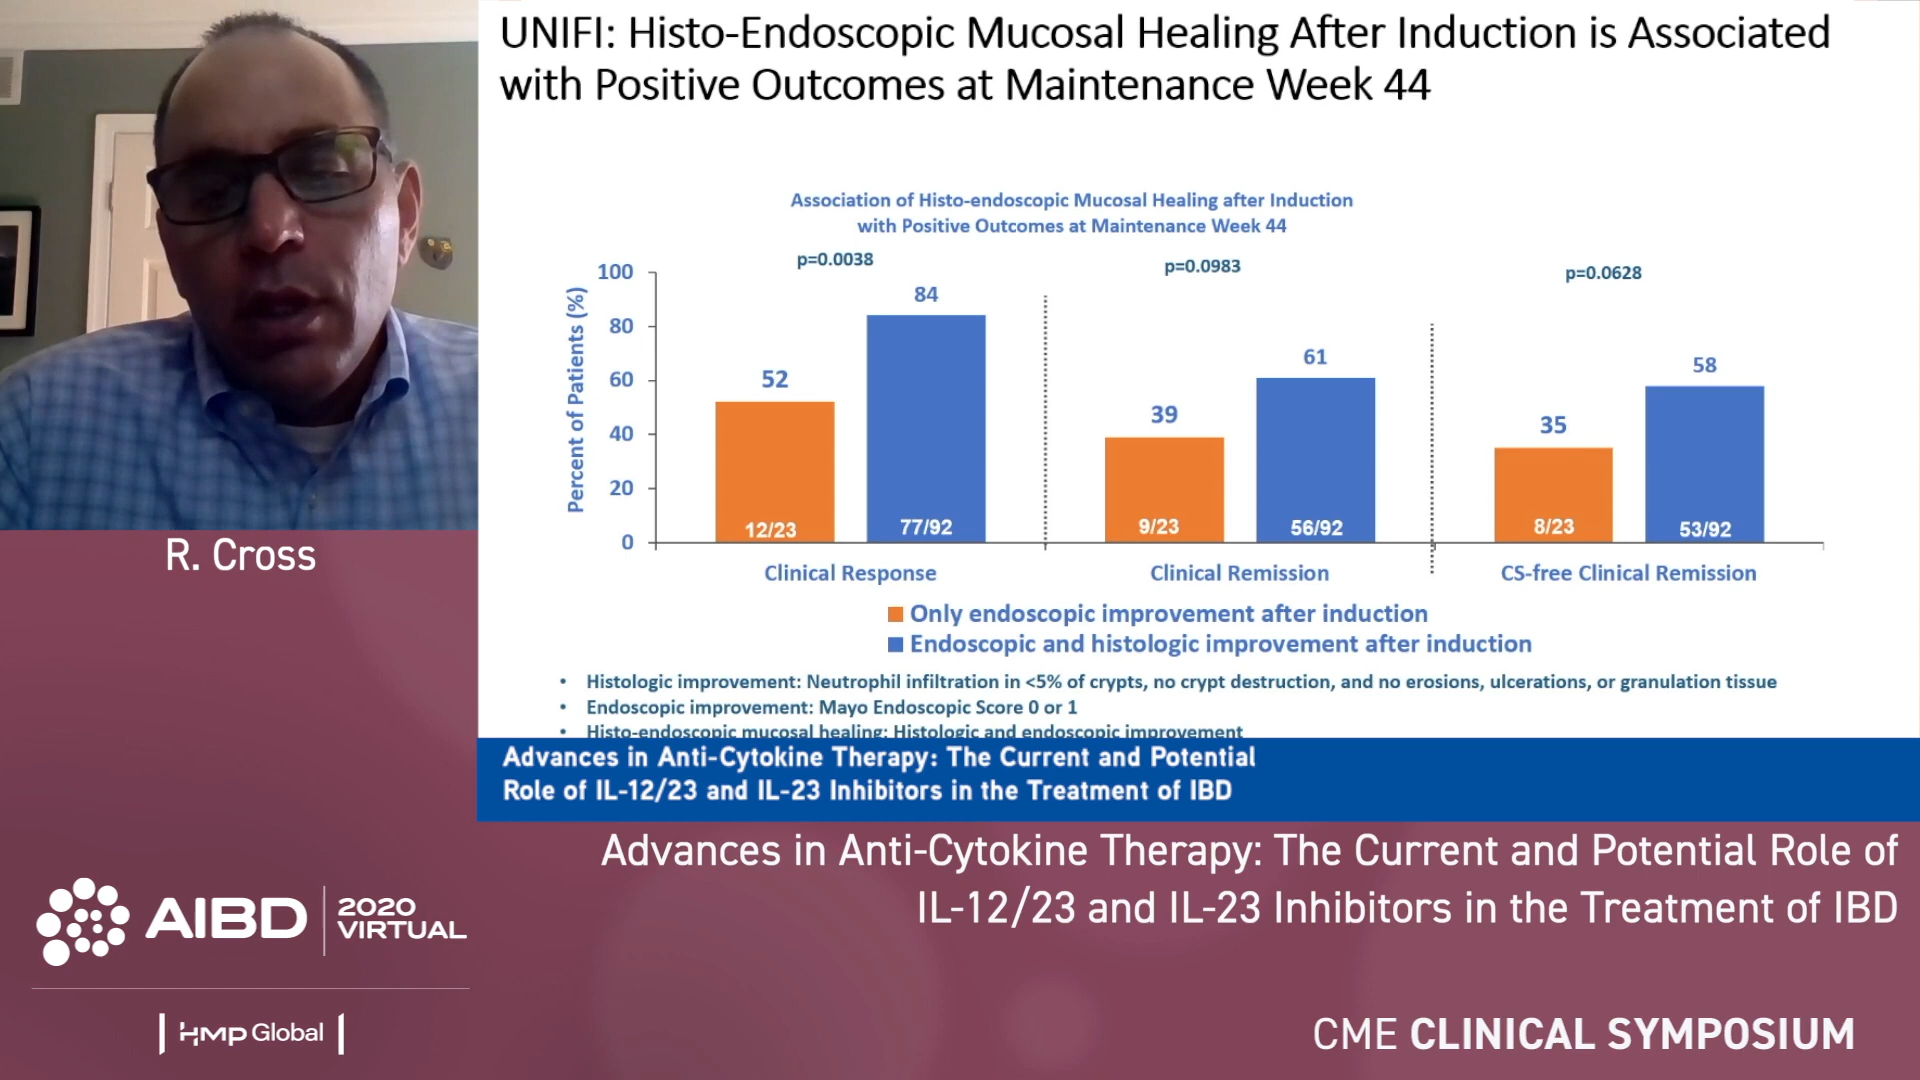 UNIFI: Histo-Endoscopic Mucosal Healing After Induction is Associated
with Positive Outcomes at Maintenance Week 44
Association of Histo-endoscopic Mucosal Healing after Induction
with Positive Outcomes at Maintenance Week 44
p=0.0038
p=0.0983
p=0.0628
Percent of Patients (%)
100
80
60
40
20
0
52
84
39
61
35
58
12/23
77/92
9/23
56/92
8/23
53/92
Clinical Response
Clinical Remission
CS-free Clinical Remission
Only endoscopic improvement after induction
Endoscopic and histologic improvement after induction
• Histologic improvement: Neutrophil infiltration in <5% of crypts, no crypt destruction, and no erosions, ulcerations, or granulation tissue
• Endoscopic improvement: Mayo Endoscopic Score 0 or 1
• Histo-endoscopic mucosal healing: Histologic and endoscopic improvement
Advances in Anti-Cytokine Therapy: The Current and Potential
Role of IL-12/23 and IL-23 Inhibitors in the Treatment of IBD
R. Cross
Advances in Anti-Cytokine Therapy: The Current and Potential Role of
IL-12/23 and IL-23 Inhibitors in the Treatment of IBD
AIBD
2020
VIRTUAL
HMP Global
CME CLINICAL SYMPOSIUM